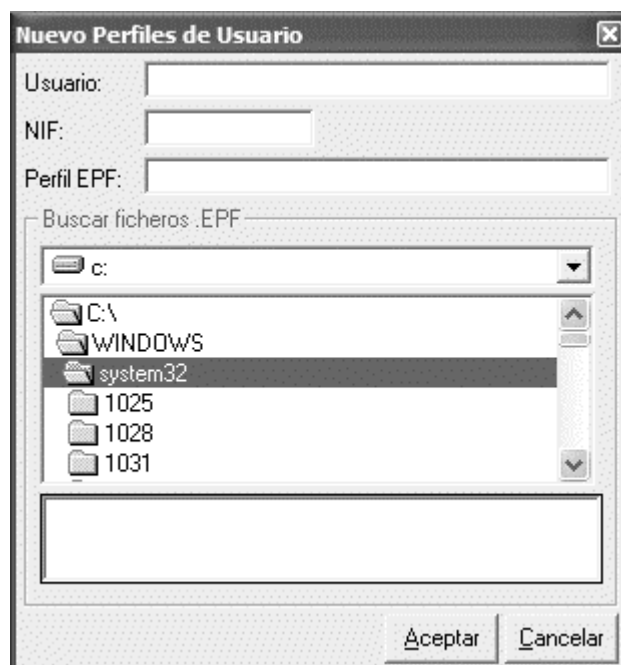 Nuevo Perfiles de Usuario
Usuario:
NIF:
Perfil EPF:
Buscar ficheros .EPF
c:
C:\
WINDOWS
system32
1025
1028
1031
Aceptar Cancelar